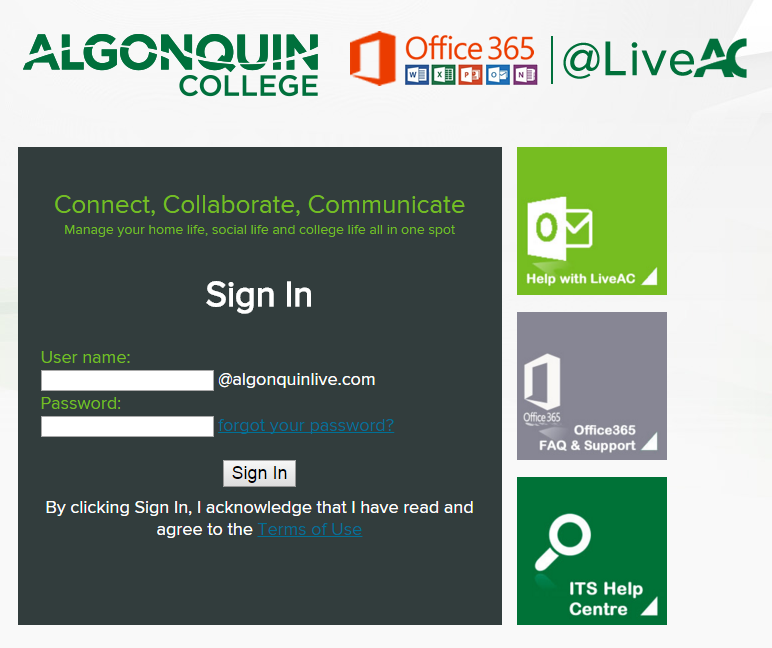 ALGONQUIN
COLLEGE
Office 365
W X P O N
@LiveAC
Connect, Collaborate, Communicate
Manage your home life, social life and college life all in one spot
Sign In
User name:
@algonquinlive.com
Password:
forgot your password?
Sign In
By clicking Sign In, I acknowledge that I have read and
agree to the Terms of Use
Help with LiveAC
Office 365
Office365
FAQ & Support
ITS Help
Centre